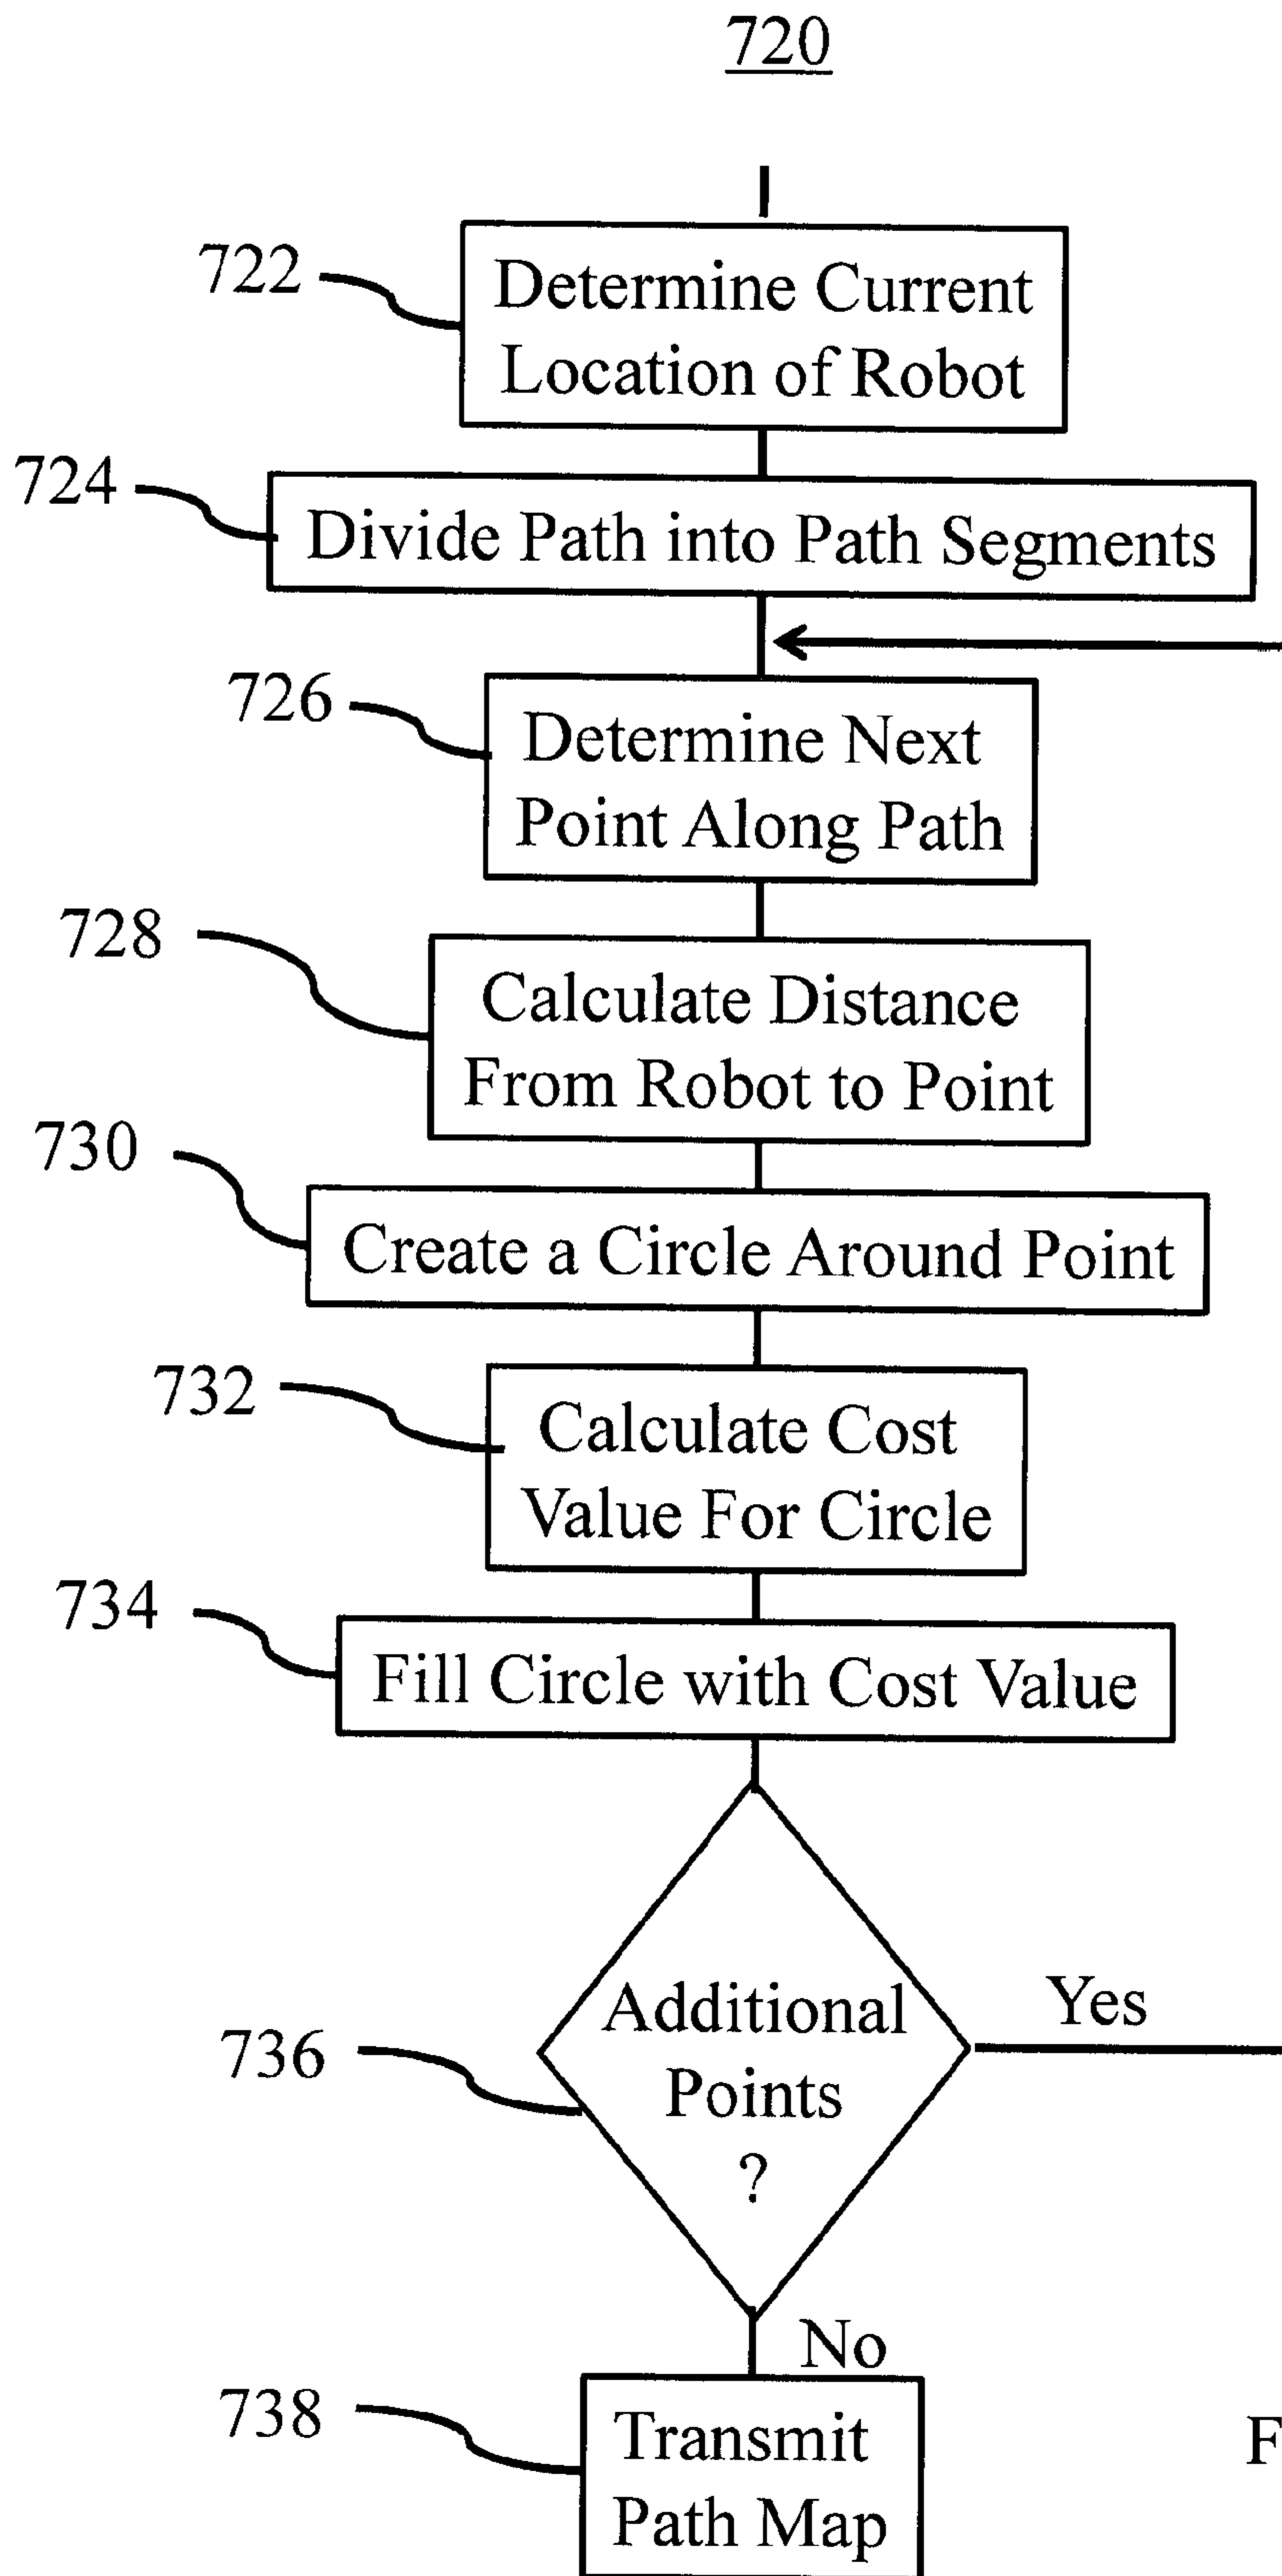 720
722
Determine Current
Location of Robot
724
Divide Path into Path Segments
726
Determine Next
Point Along Path
728
Calculate Distance
From Robot to Point
730
Create a Circle Around Point
732
Calculate Cost
Value For Circle
734
Fill Circle with Cost Value
736
Additional
Points
?
Yes
No
738
Transmit
Path Map
F